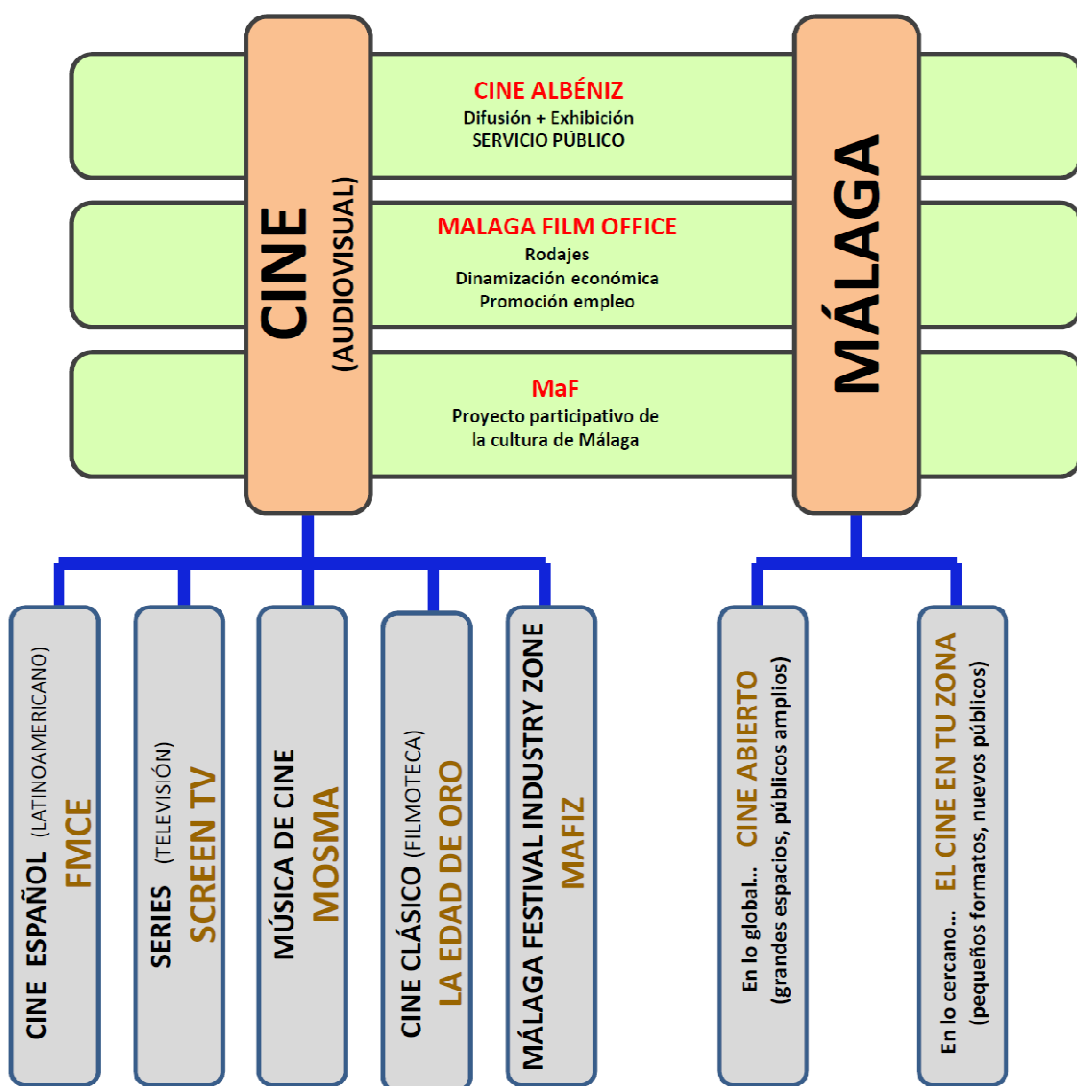 CINE ALBÉNIZ
Difusión + Exhibición
SERVICIO PÚBLICO
MALAGA FILM OFFICE
Rodajes
Dinamización económica
Promoción empleo
MaF
Proyecto participativo de
la cultura de Málaga
CINE
(AUDIOVISUAL)
MÁLAGA
CINE ESPAÑOL (LATINOAMERICANO)
FMCE
SERIES (TELEVISIÓN)
SCREEN TV
MÚSICA DE CINE
MOSMA
CINE CLÁSICO (FILMOTECA)
LA EDAD DE ORO
MÁLAGA FESTIVAL INDUSTRY ZONE
MAFIZ
En lo global... CINE ABIERTO
(grandes espacios, públicos amplios)
En lo cercano... EL CINE EN TU ZONA
(pequeños formatos, nuevos públicos)